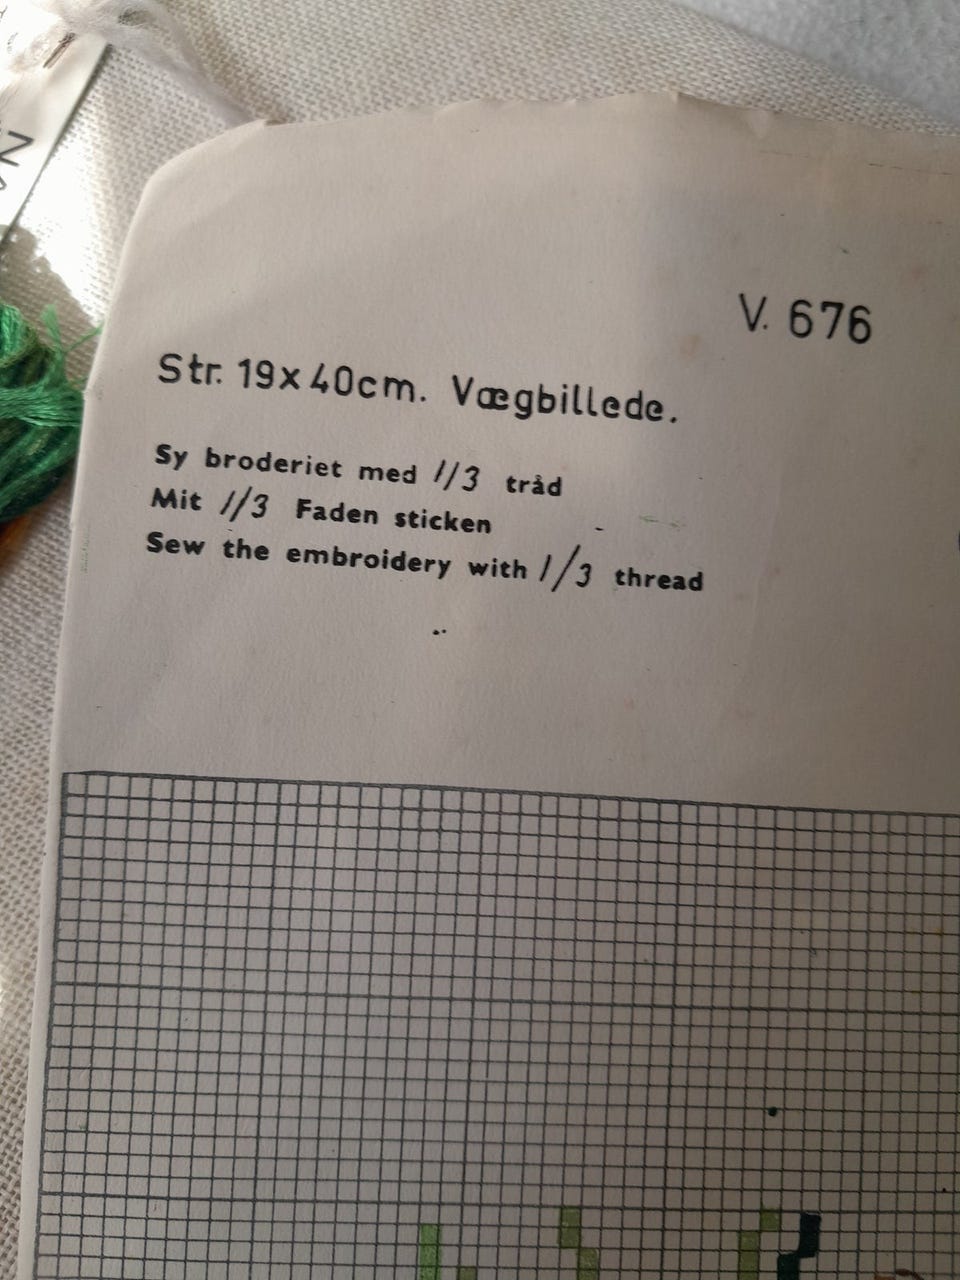 V. 676
Str. 19x40cm. Vægbillede.
Sy broderiet med 1/3 tråd
Mit 1/3 Faden sticken
Sew the embroidery with 1/3 thread